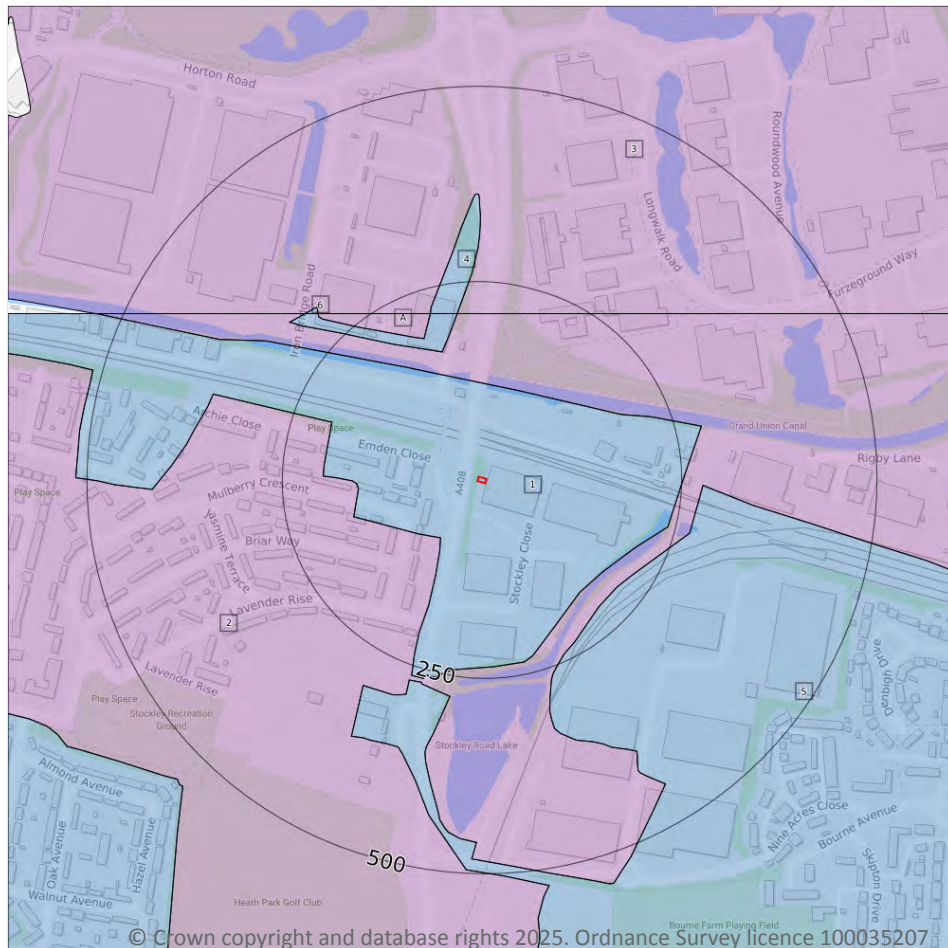 Horton Road
3
Roundwood Avenue
Longwalk Road
4
Furzeground Way
Iron Bridge Road
6
A
Grand Union Canal
Archie Close
Play Space
Emden Close
Rigby Lane
A408
1
Play Space
Mulberry Crescent
Jasmine Terrace
Briar Way
Stockley Close
Lavender Rise
2
Denbigh Drive
250
Lavender Rise
5
Play Space
Stockley Recreation
Ground
Stockley Road Lake
Almond Avenue
Nine Acres Close
Bourne Avenue
Oak Avenue
Hazel Avenue
500
Skipton Drive
Walnut Avenue
Heath Park Golf Club
Bourne Farm Playing Field
© Crown copyright and database rights 2025. Ordnance Survey licence 100035207.